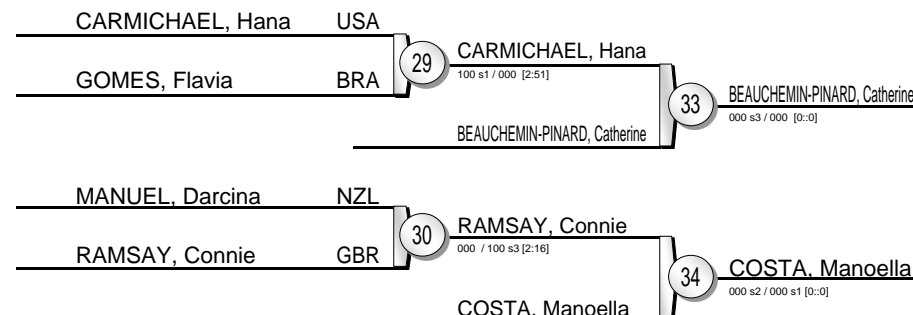 CARMICHAEL, Hana USA
GOMES, Flavia BRA
29
CARMICHAEL, Hana
100 s1 / 000 [2:51]
BEAUCHEMIN-PINARD, Catherine
33
BEAUCHEMIN-PINARD, Catherine
000 s3 / 000 [0::0]
MANUEL, Darcina NZL
RAMSAY, Connie GBR
30
RAMSAY, Connie
000 / 100 s3 [2:16]
COSTA, Manoella
34
COSTA, Manoella
000 s2 / 000 s1 [0::0]